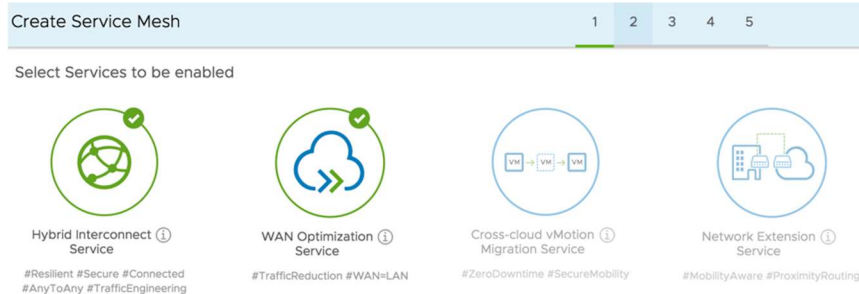 Create Service Mesh
1 2 3 4 5
Select Services to be enabled
VM VM VM
Hybrid Interconnect
Service
#Resilient #Secure #Connected
#AnyToAny #TrafficEngineering
WAN Optimization
Service
#TrafficReduction #WAN=LAN
Cross-cloud vMotion
Migration Service
#ZeroDowntime #SecureMobility
Network Extension
Service
#MobilityAware #ProximityRouting